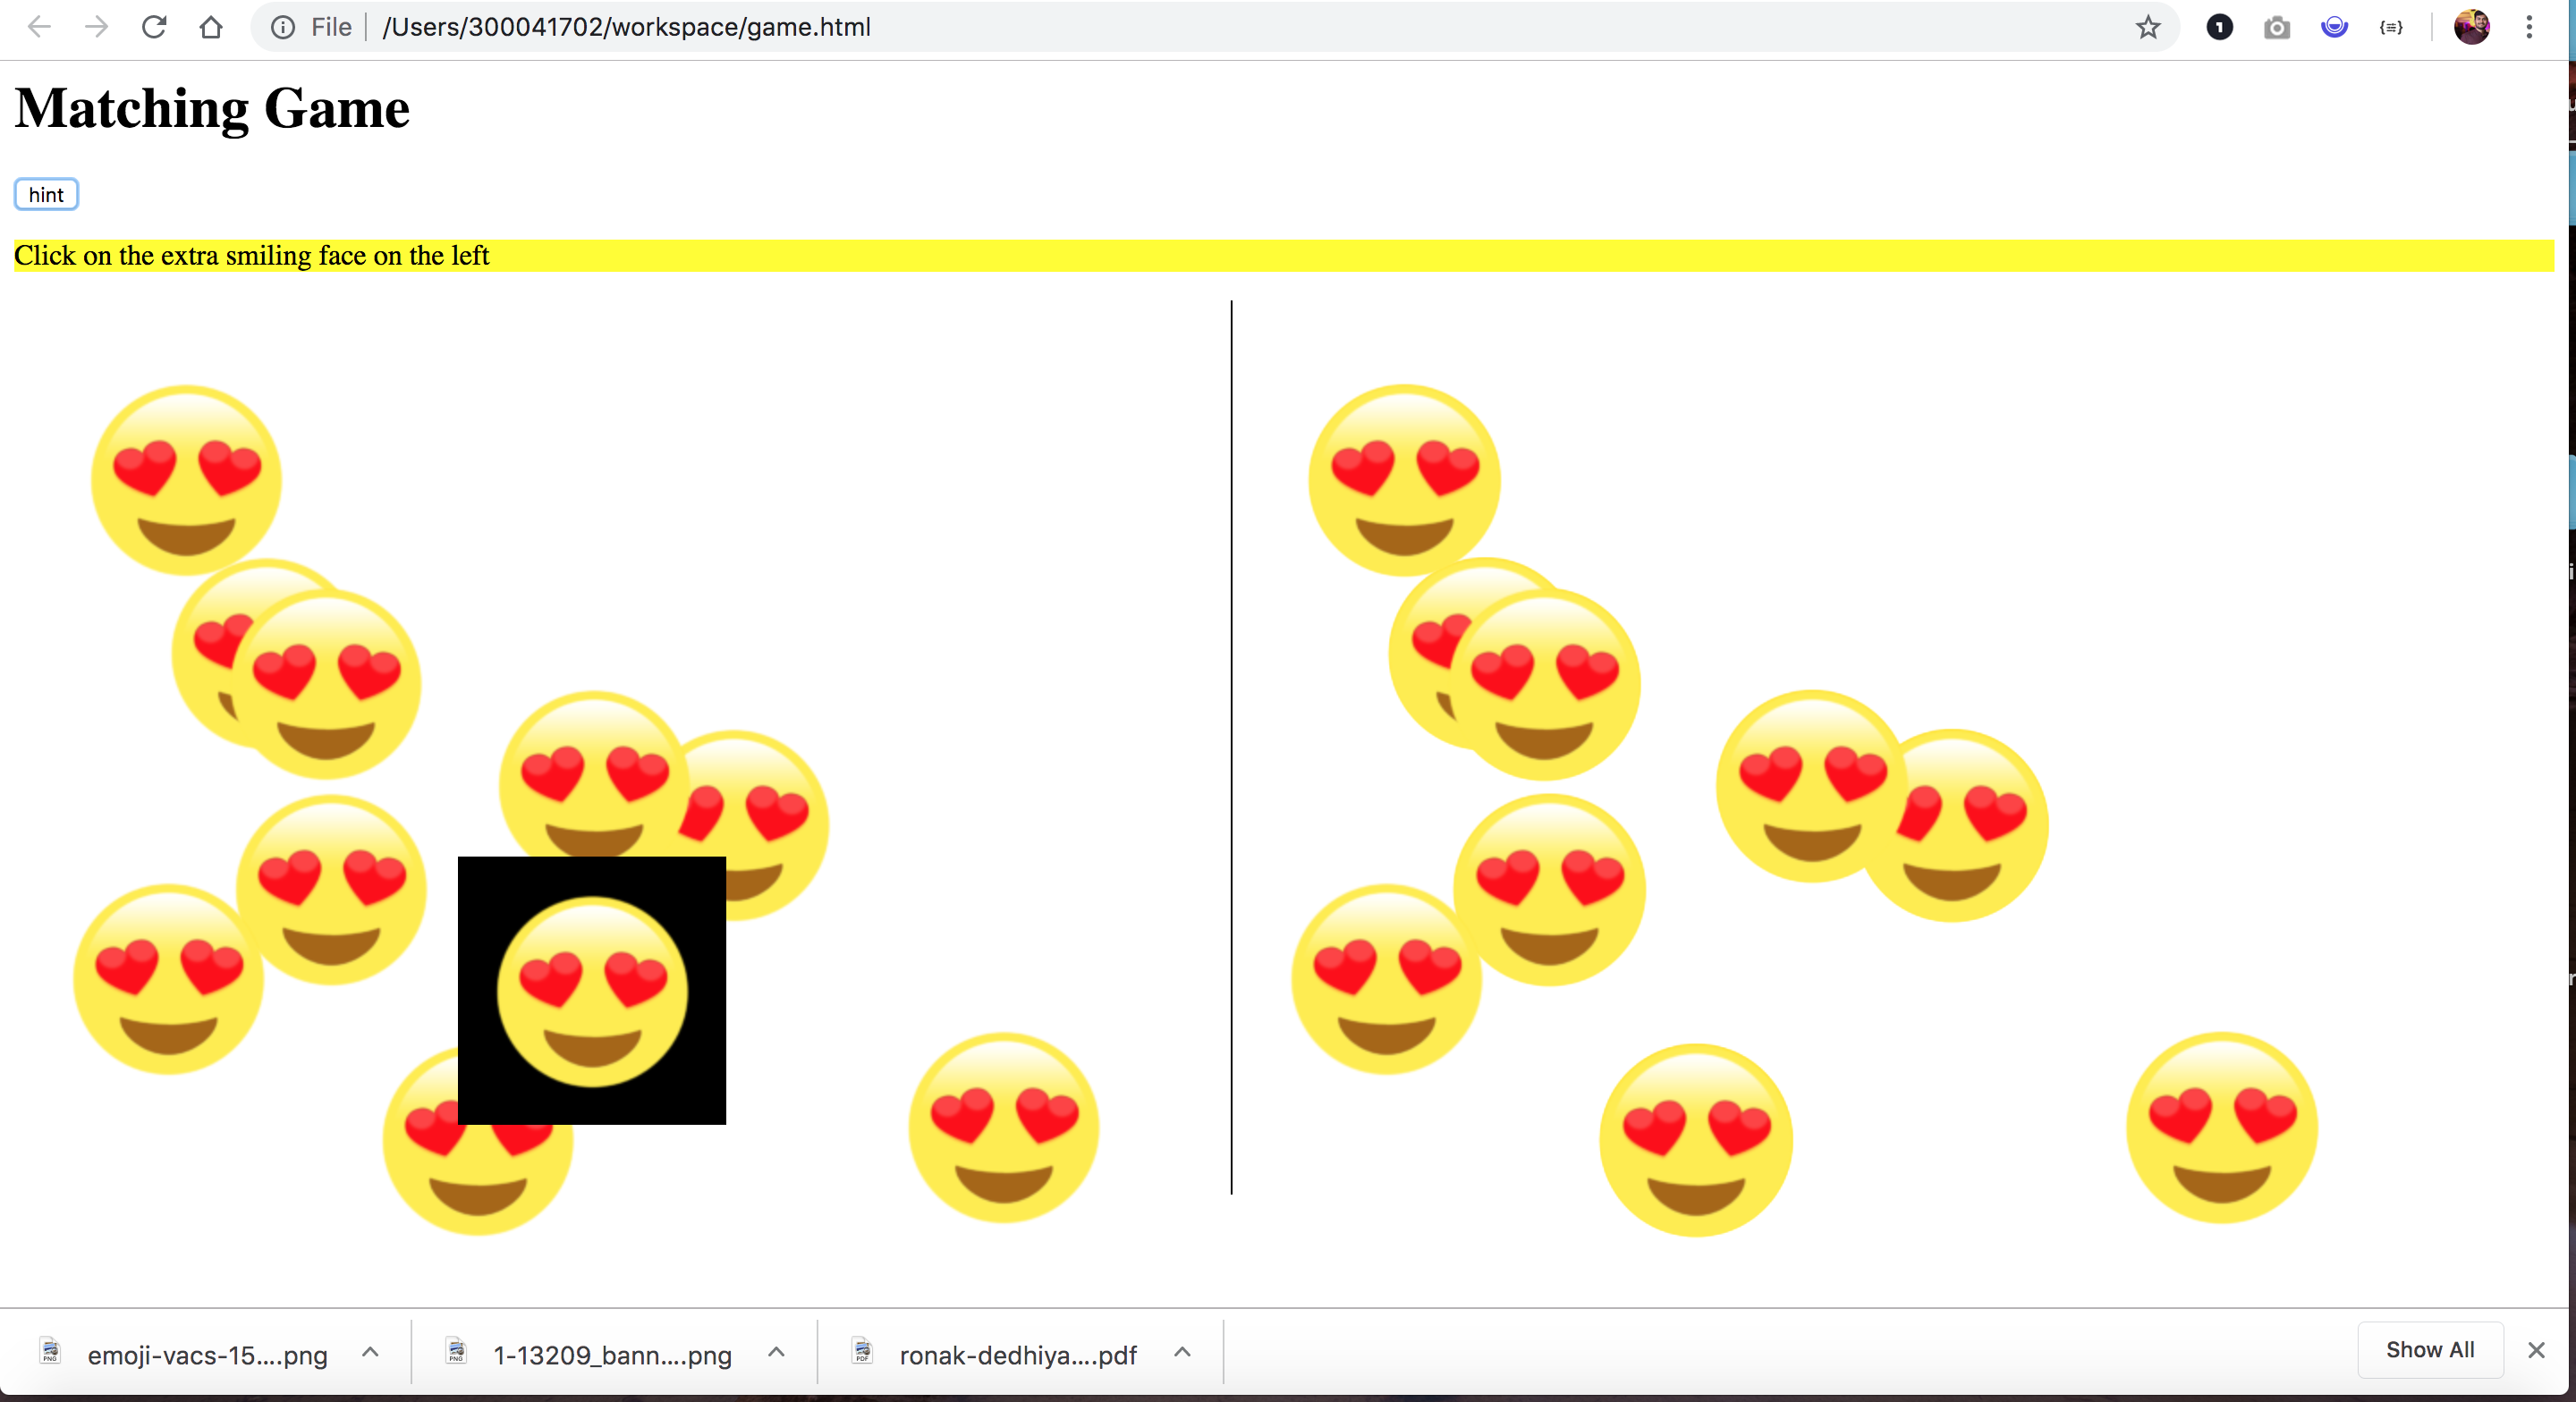 File /Users/300041702/workspace/game.html
Matching Game
hint
Click on the extra smiling face on the left
emoji-vacs-15....png
1-13209_bann....png
ronak-dedhiya....pdf
Show All